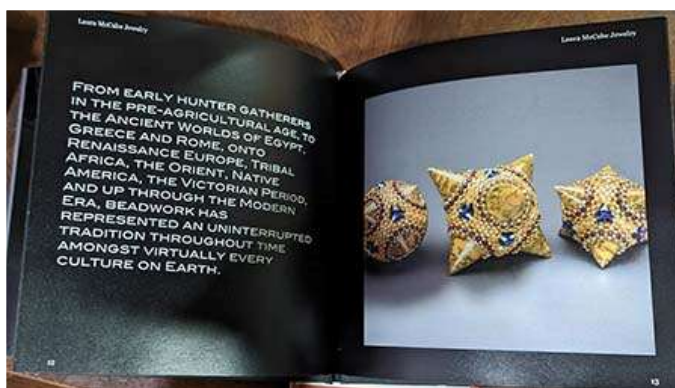 Laura McCabe Jewelry
FROM EARLY HUNTER GATHERERS
IN THE PRE-AGRICULTURAL AGE, TO
THE ANCIENT WORLDS OF EGYPT,
GREECE AND ROME, ONTO
RENAISSANCE EUROPE, TRIBAL
AFRICA, THE ORIENT, NATIVE
AMERICA, THE VICTORIAN PERIOD,
AND UP THROUGH THE MODERN
ERA, BEADWORK HAS
REPRESENTED AN UNINTERRUPTED
TRADITION THROUGHOUT TIME
AMONGST VIRTUALLY EVERY
CULTURE ON EARTH.
12
Laura McCabe Jewelry
13